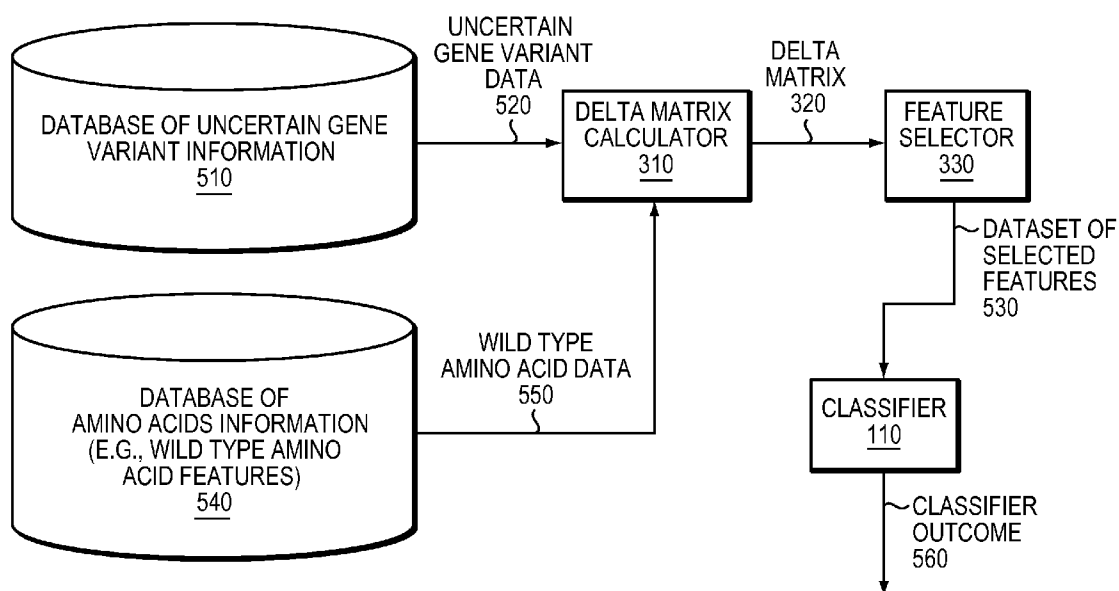 DATABASE OF UNCERTAIN GENE
VARIANT INFORMATION
510
UNCERTAIN
GENE VARIANT
DATA
520
DELTA MATRIX
CALCULATOR
310
DELTA
MATRIX
320
FEATURE
SELECTOR
330
DATASET OF
SELECTED
FEATURES
530
DATABASE OF
AMINO ACIDS INFORMATION
(E.G., WILD TYPE AMINO
ACID FEATURES)
540
WILD TYPE
AMINO ACID DATA
550
CLASSIFIER
110
CLASSIFIER
OUTCOME
560